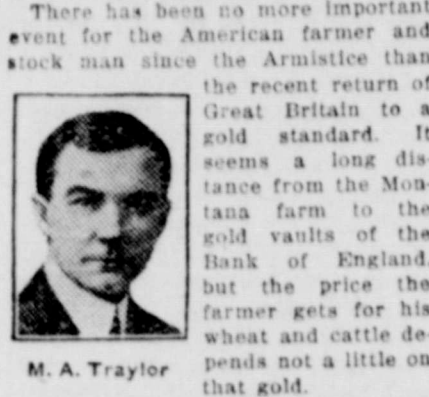 There has been no more important
event for the American farmer and
stock man since the Armistice than
the recent return of
Great Britain to a
gold standard. It
seems a long dis-
tance from the Mon-
tana farm to the
gold vaults of the
Bank of England,
but the price the
farmer gets for his
wheat and cattle de-
pends not a little on
that gold.
M. A. Traylor